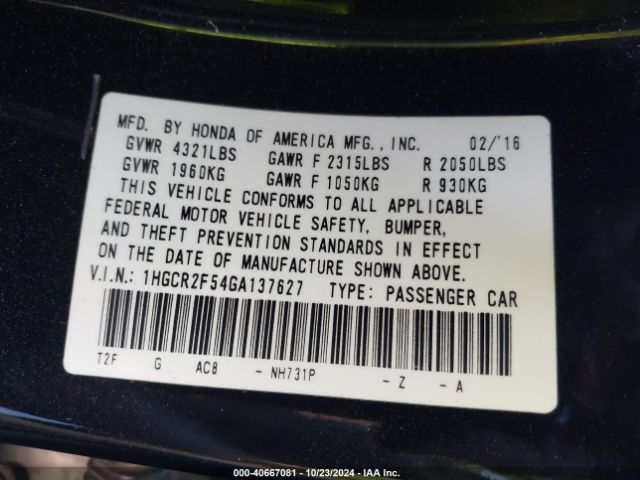 MFD. BY HONDA OF AMERICA MFG., INC. 02/'16
GVWR 4321LBS GAWR F 2315LBS R 2050LBS
GVWR 1960KG GAWR F 1050KG R 930KG
THIS VEHICLE CONFORMS TO ALL APPLICABLE
FEDERAL MOTOR VEHICLE SAFETY, BUMPER,
AND THEFT PREVENTION STANDARDS IN EFFECT
ON THE DATE OF MANUFACTURE SHOWN ABOVE.
V.I.N.: 1HGCR2F54GA137627 TYPE: PASSENGER CAR
T2F G AC8 - NH731P - Z - A
000-40667081 | 10/23/2024 - IAA Inc.